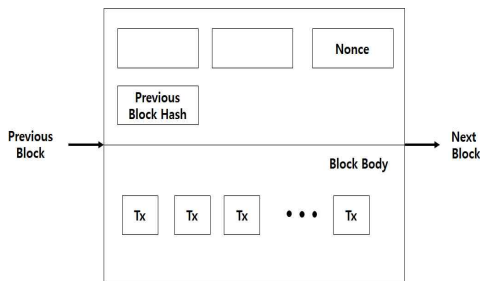 Nonce
Previous
Block Hash
Previous
Block
Next
Block
Block Body
Tx
Tx
Tx
• • •
Tx